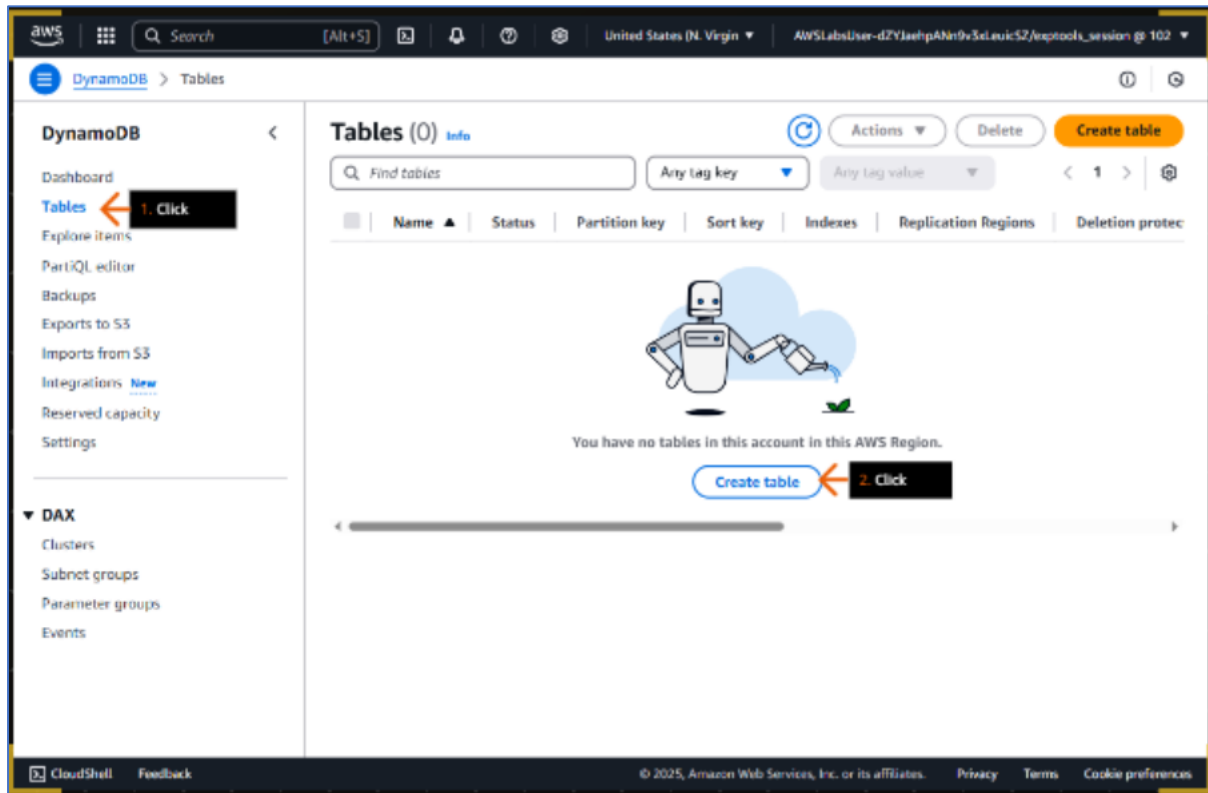 aws Search [Alt+S] United States (N. Virgin AWSLabsUser-dZYJaehpANn9v3xLeuicSZ/exptools_session @ 102
DynamoDB > Tables
DynamoDB
Dashboard
Tables 1. Click
Explore items
PartiQL editor
Backups
Exports to S3
Imports from S3
Integrations New
Reserved capacity
Settings
DAX
Clusters
Subnet groups
Parameter groups
Events
Tables (0) Info Actions Delete Create table
Find tables Any tag key Any tag value < 1 >
Name Status Partition key Sort key Indexes Replication Regions Deletion protec
You have no tables in this account in this AWS Region.
Create table 2. Click
CloudShell Feedback © 2025, Amazon Web Services, Inc. or its affiliates. Privacy Terms Cookie preferences